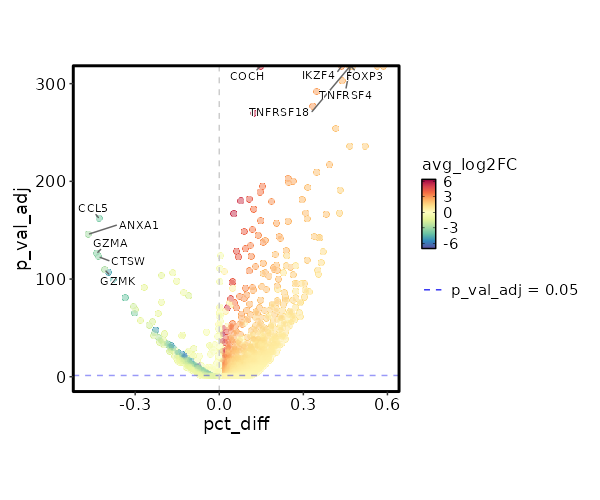 300
200
100
0
p_val_adj
COCH
IKZF4
FOXP3
TNFRSF4
TNFRSF18
CCL5
ANXA1
GZMA
CTSW
GZMK
-0.3
0.0
0.3
0.6
pct_diff
avg_log2FC
6
3
0
-3
-6
p_val_adj = 0.05